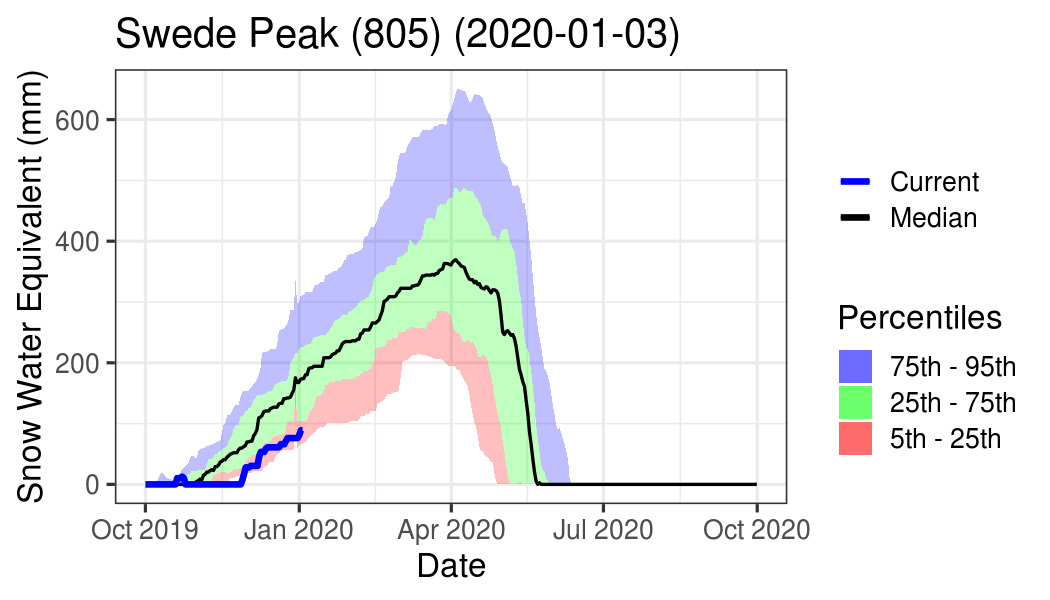 Swede Peak (805) (2020-01-03)
Snow Water Equivalent (mm)
600
400
200
0
Oct 2019 Jan 2020 Apr 2020 Jul 2020 Oct 2020
Date
Current
Median
Percentiles
75th - 95th
25th - 75th
5th - 25th